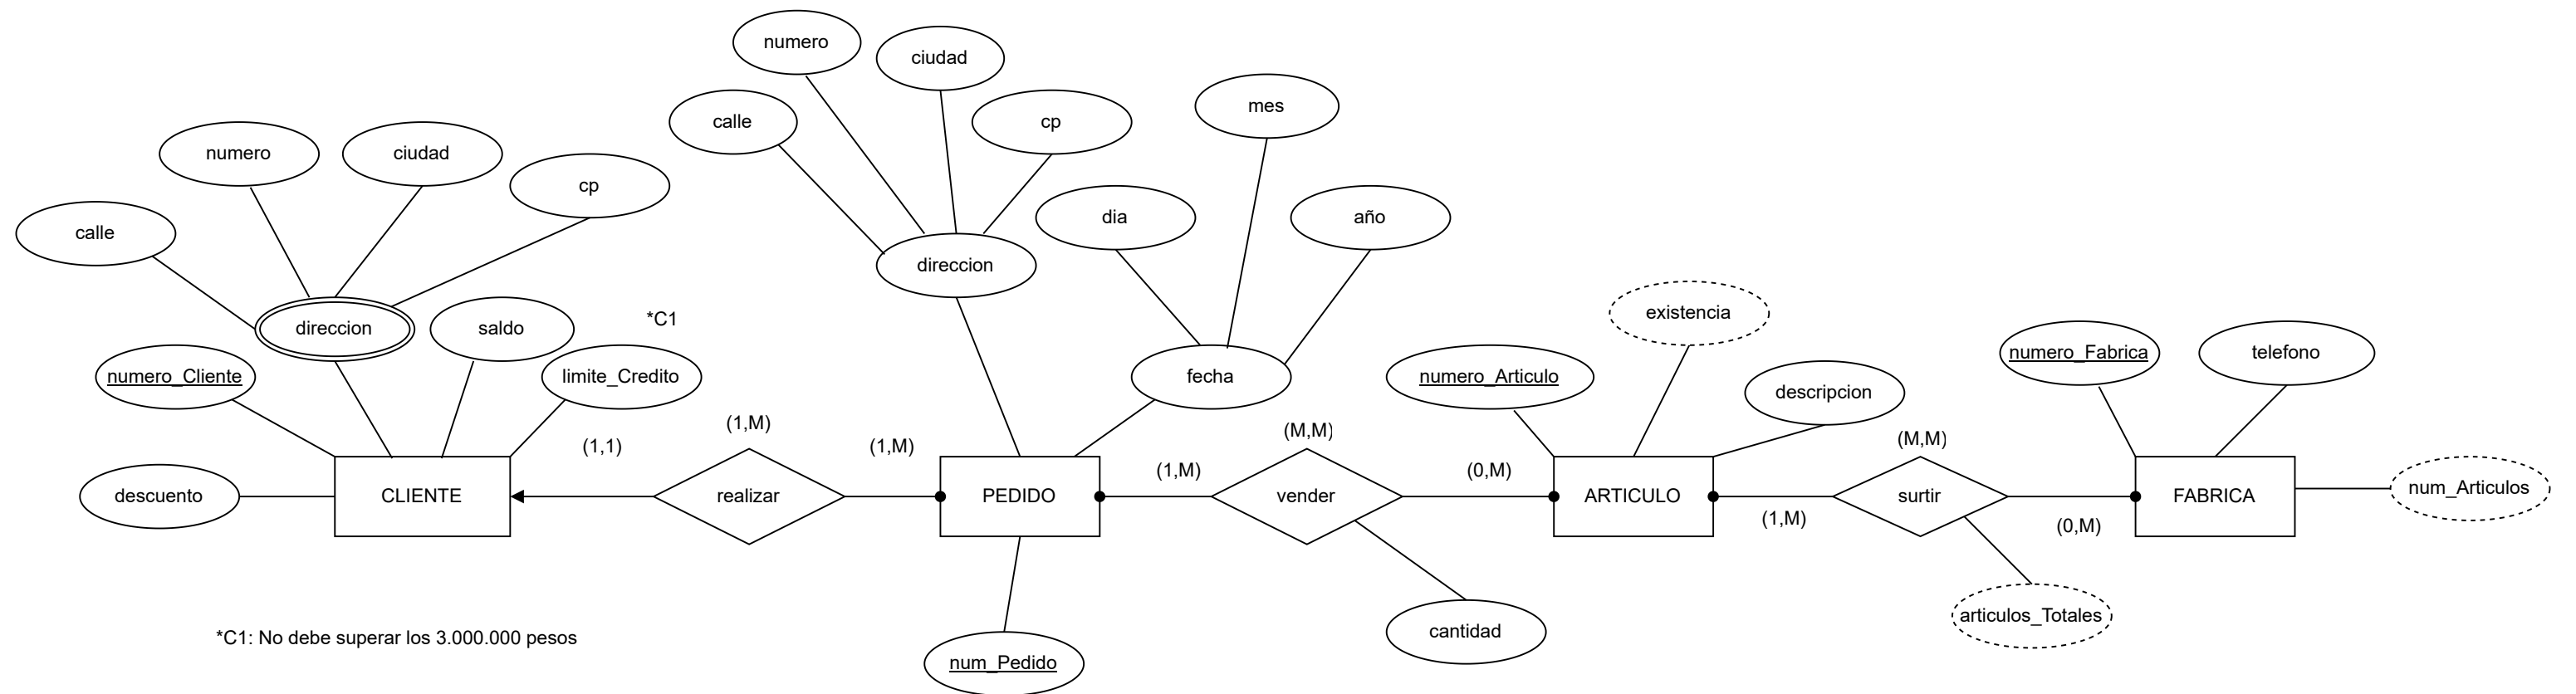 numero
ciudad
calle
cp
mes
numero
ciudad
cp
calle
dia
año
direccion
direccion
saldo
*C1
numero_Cliente
limite_Credito
fecha
existencia
numero_Articulo
descripcion
numero_Fabrica
telefono
(1,1)
(1,M)
(1,M)
(1,M)
(M,M)
(0,M)
(M,M)
descuento
CLIENTE
realizar
PEDIDO
vender
ARTICULO
surtir
FABRICA
num_Articulos
(1,M)
(0,M)
cantidad
articulos_Totales
*C1: No debe superar los 3.000.000 pesos
num_Pedido